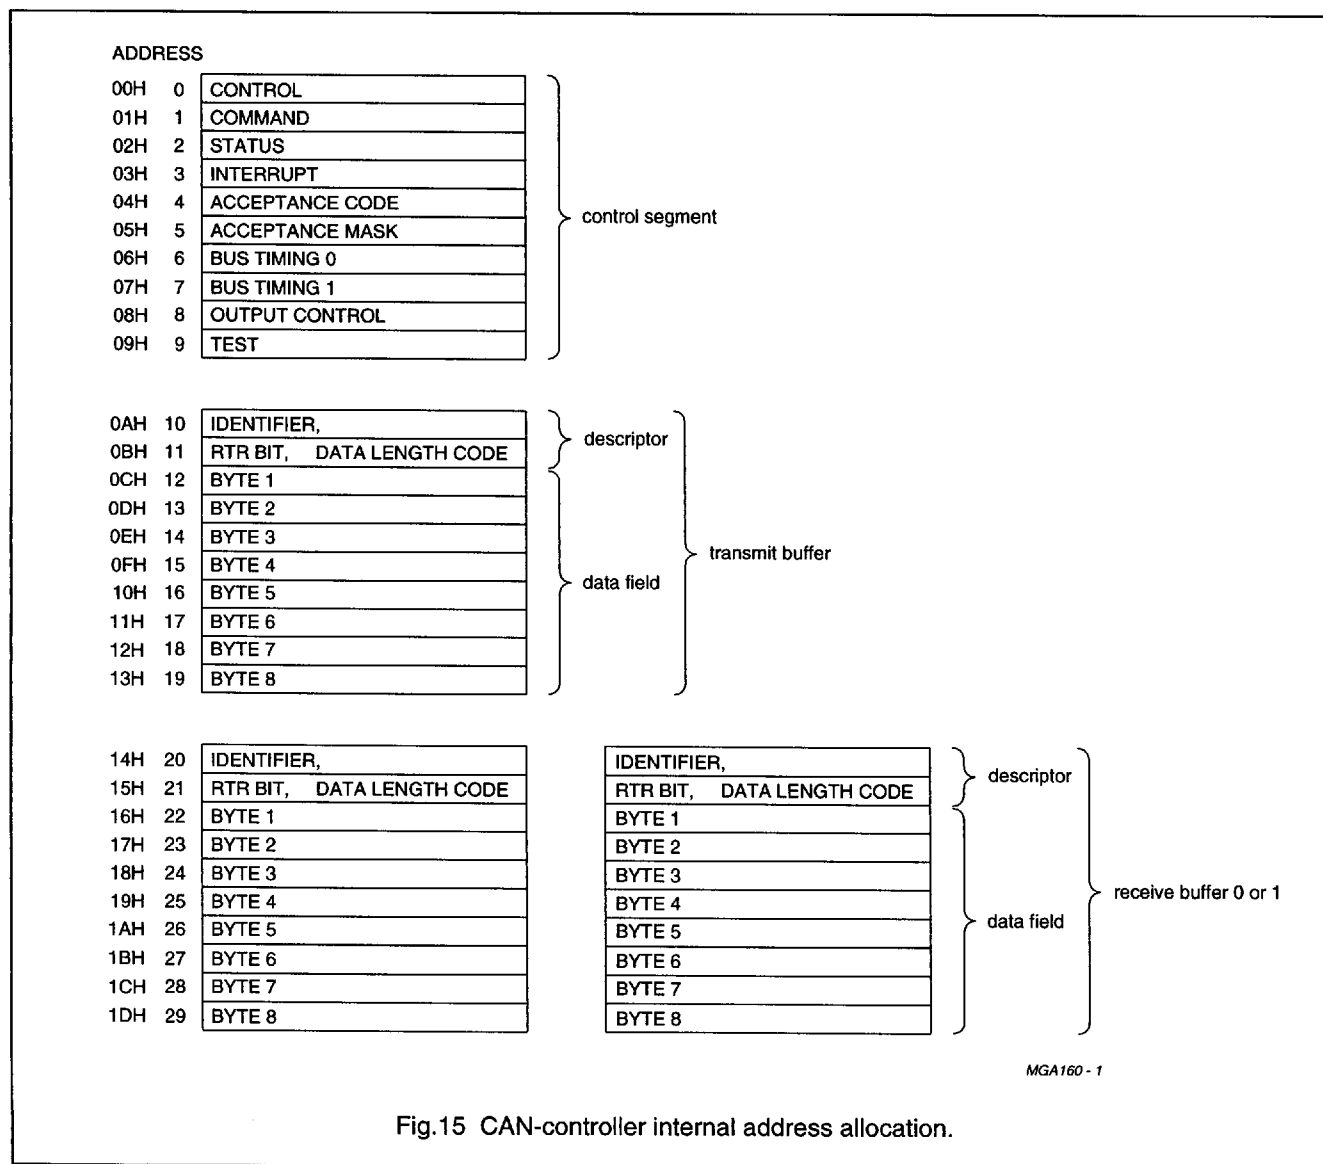 ADDRESS
00H 0 CONTROL
01H 1 COMMAND
02H 2 STATUS
03H 3 INTERRUPT
04H 4 ACCEPTANCE CODE
05H 5 ACCEPTANCE MASK
06H 6 BUS TIMING 0
07H 7 BUS TIMING 1
08H 8 OUTPUT CONTROL
09H 9 TEST
control segment
0AH 10 IDENTIFIER,
0BH 11 RTR BIT, DATA LENGTH CODE
descriptor
0CH 12 BYTE 1
0DH 13 BYTE 2
0EH 14 BYTE 3
0FH 15 BYTE 4
10H 16 BYTE 5
11H 17 BYTE 6
12H 18 BYTE 7
13H 19 BYTE 8
data field
transmit buffer
14H 20 IDENTIFIER,
15H 21 RTR BIT, DATA LENGTH CODE
16H 22 BYTE 1
17H 23 BYTE 2
18H 24 BYTE 3
19H 25 BYTE 4
1AH 26 BYTE 5
1BH 27 BYTE 6
1CH 28 BYTE 7
1DH 29 BYTE 8
IDENTIFIER,
RTR BIT, DATA LENGTH CODE
BYTE 1
BYTE 2
BYTE 3
BYTE 4
BYTE 5
BYTE 6
BYTE 7
BYTE 8
descriptor
data field
receive buffer 0 or 1
MGA160 - 1
Fig.15 CAN-controller internal address allocation.